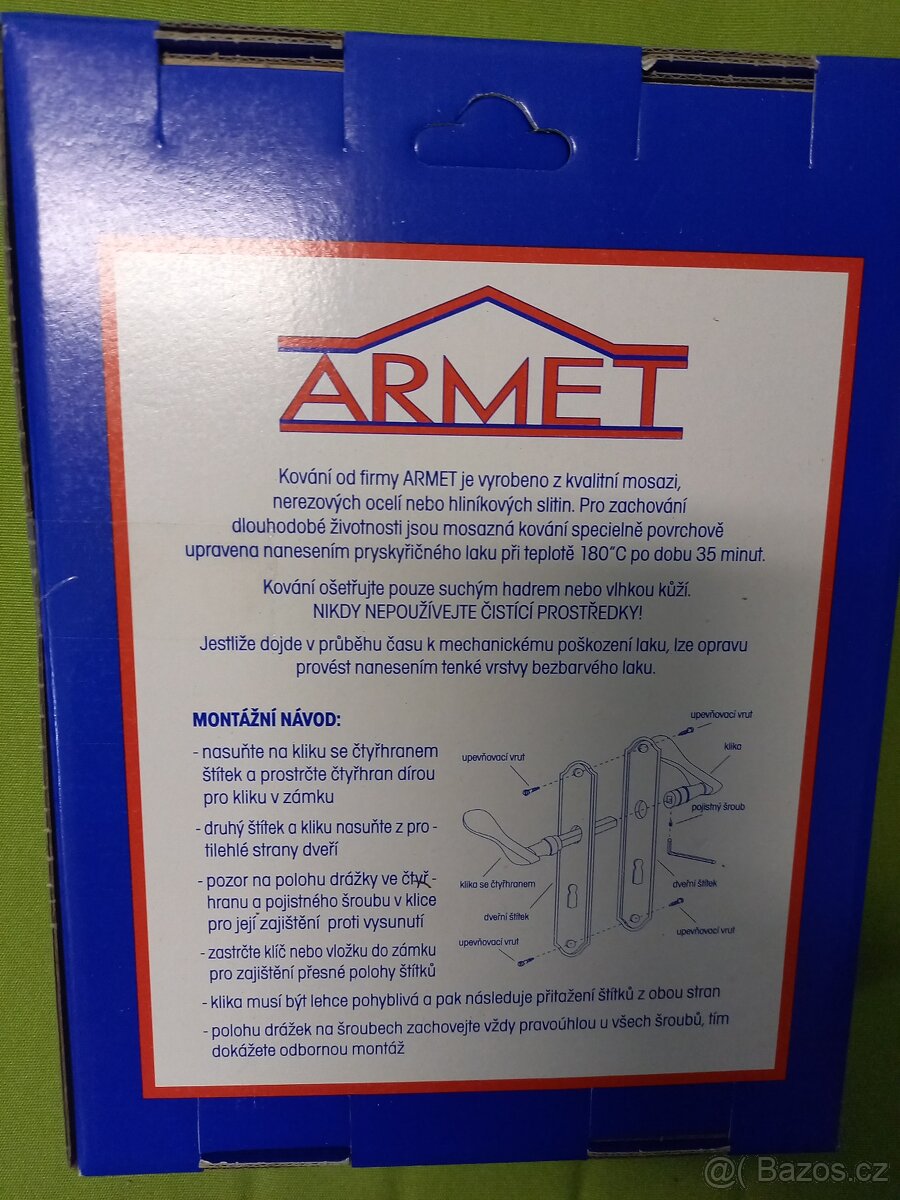 ARMET
Kování od firmy ARMET je vyrobeno z kvalitní mosazi,
nerezových ocelí nebo hliníkových slitin. Pro zachování
dlouhodobé životnosti jsou mosazná kování specielně povrchově
upravena nanesením pryskyřičného laku při teplotě 180°C po dobu 35 minut.
Kování ošetřujte pouze suchým hadrem nebo vlhkou kůží.
NIKDY NEPOUŽÍVEJTE ČISTÍCÍ PROSTŘEDKY!
Jestliže dojde v průběhu času k mechanickému poškození laku, lze opravu
provést nanesením tenké vrstvy bezbarvého laku.
MONTÁŽNÍ NÁVOD:
- nasuňte na kliku se čtyřhranem
štítek a prostrčte čtyřhran dírou
pro kliku v zámku
- druhý štítek a kliku nasuňte z pro-
tilehlé strany dveří
- pozor na polohu drážky ve čtyř-
hranu a pojistného šroubu v klice
pro její zajištění proti vysunutí
- zastrčte klíč nebo vložku do zámku
pro zajištění přesné polohy štítků
- klika musí být lehce pohyblivá a pak následuje přitažení štítků z obou stran
- polohu drážek na šroubech zachovejte vždy pravoúhlou u všech šroubů, tím
dokážete odbornou montáž
upevňovací vrut
klika
upevňovací vrut
pojistný šroub
klika se čtyřhranem
dveřní štítek
dveřní štítek
upevňovací vrut
upevňovací vrut
@( Bazos.cz